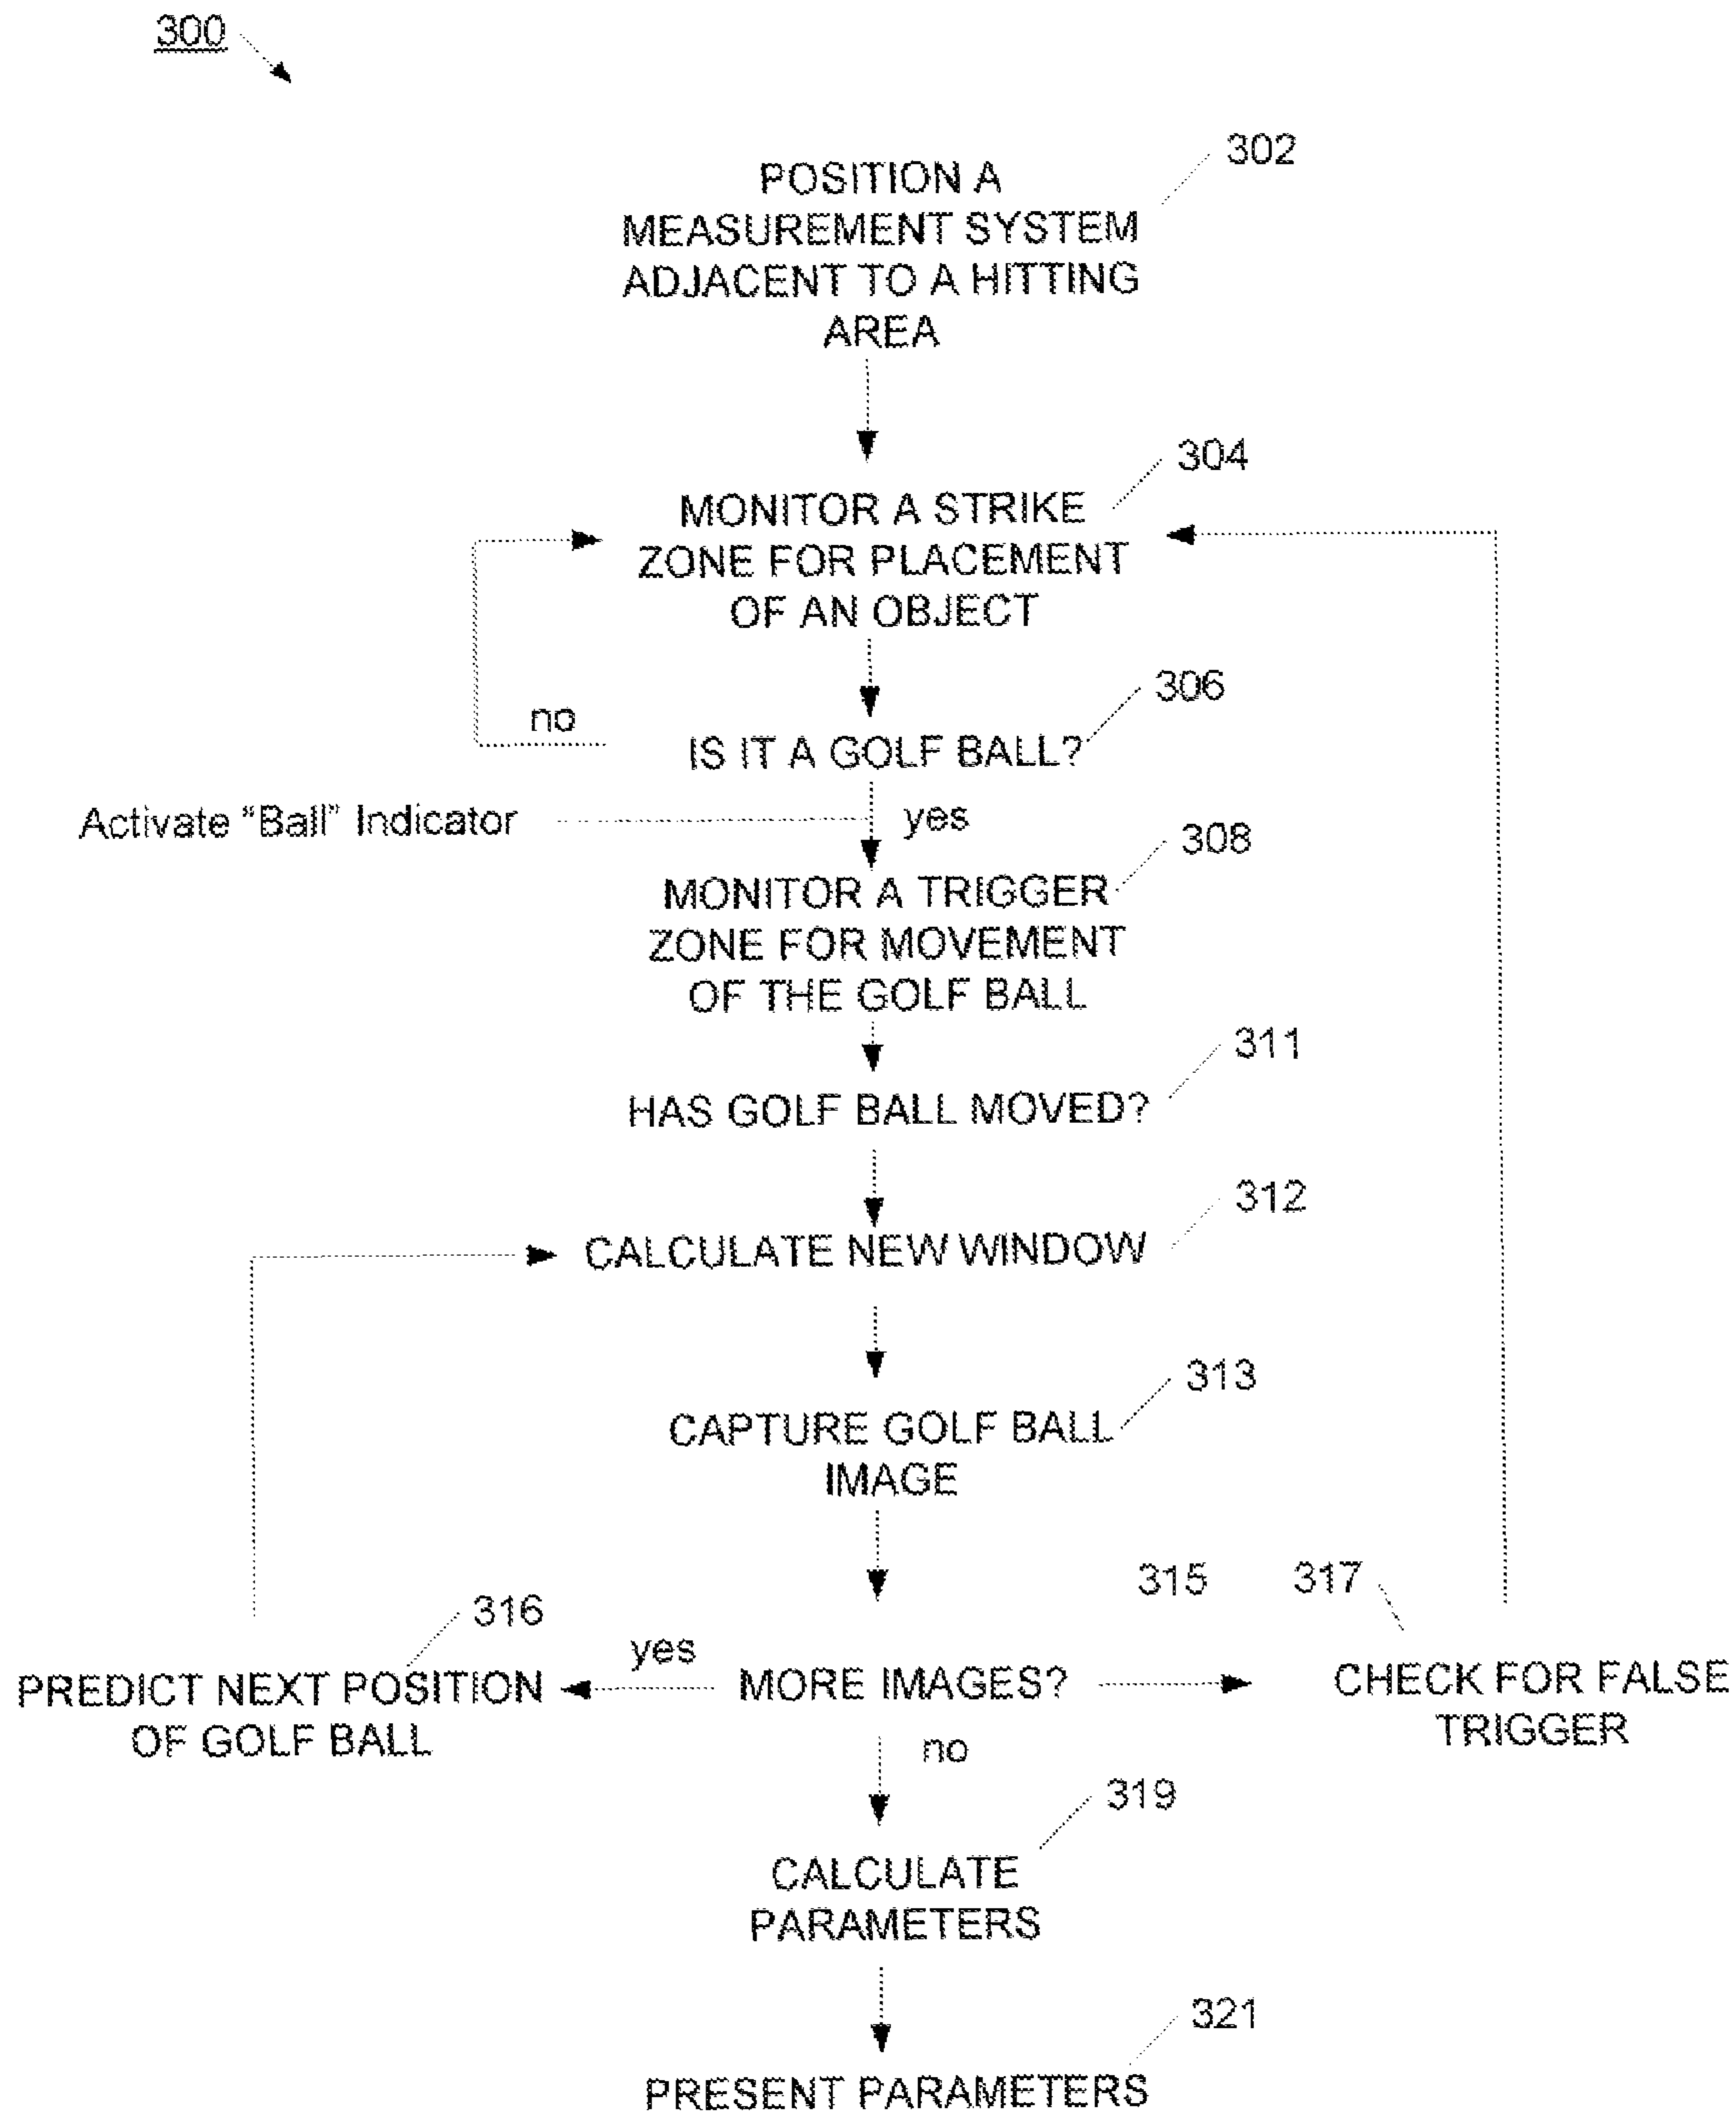 300
302
POSITION A
MEASUREMENT SYSTEM
ADJACENT TO A HITTING
AREA
304
MONITOR A STRIKE
ZONE FOR PLACEMENT
OF AN OBJECT
306
no
IS IT A GOLF BALL?
Activate “Ball” Indicator
yes
308
MONITOR A TRIGGER
ZONE FOR MOVEMENT
OF THE GOLF BALL
311
HAS GOLF BALL MOVED?
312
CALCULATE NEW WINDOW
313
CAPTURE GOLF BALL
IMAGE
315
317
316
PREDICT NEXT POSITION
OF GOLF BALL
yes
MORE IMAGES?
CHECK FOR FALSE
TRIGGER
no
319
CALCULATE
PARAMETERS
321
PRESENT PARAMETERS